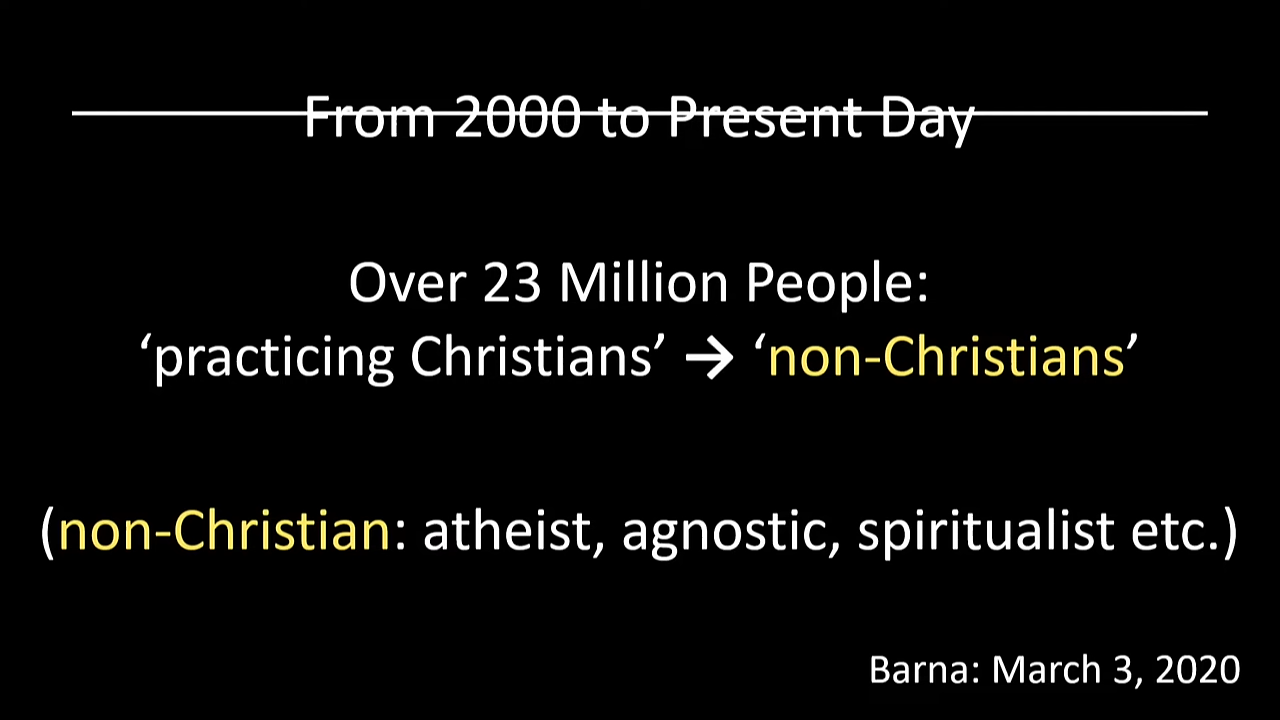 From 2000 to Present Day
Over 23 Million People:
‘practicing Christians’ → ‘non-Christians’
(non-Christian: atheist, agnostic, spiritualist etc.)
Barna: March 3, 2020